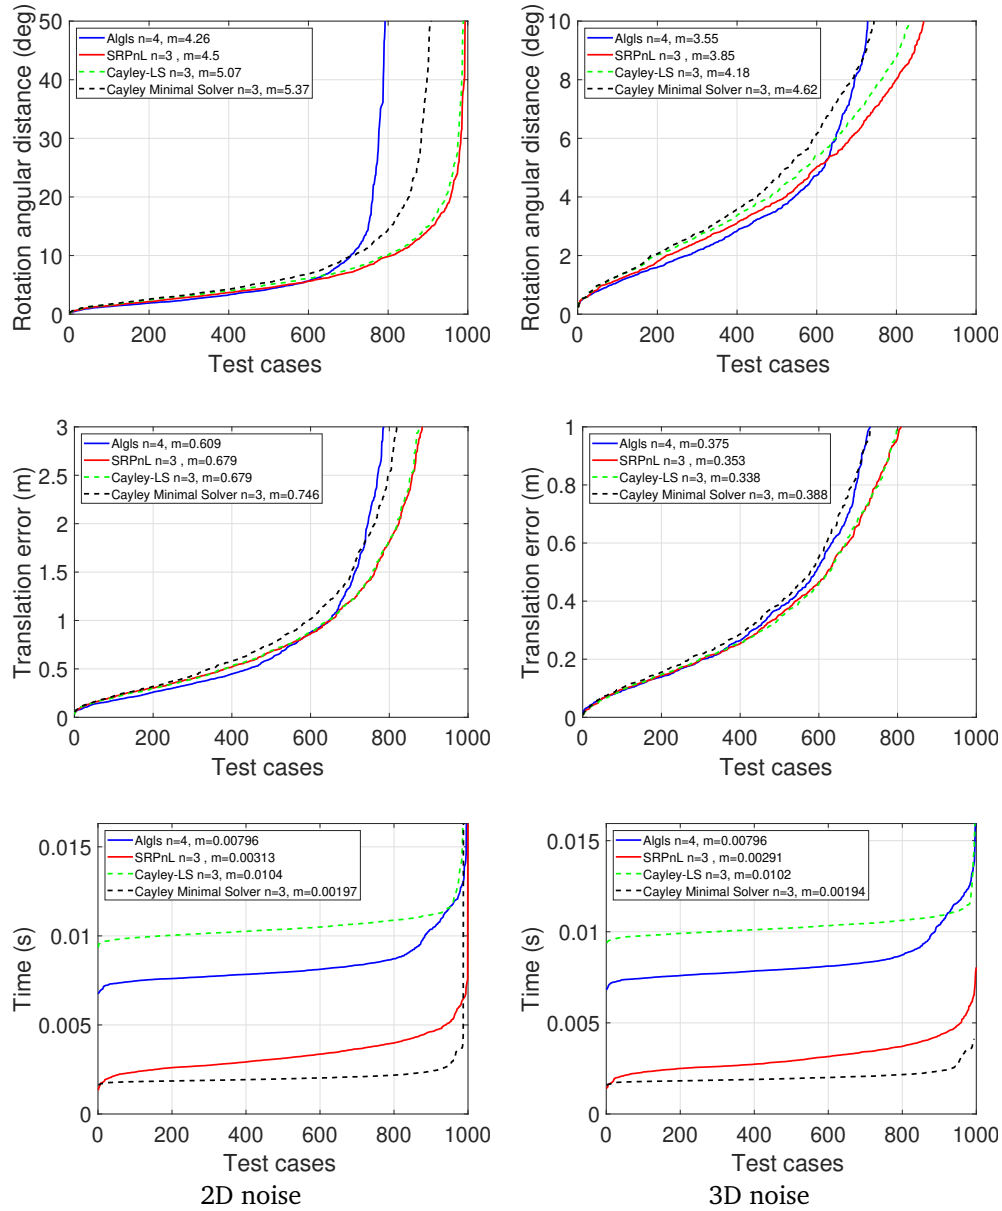 Rotation angular distance (deg)
50
40
30
20
10
0
AlgIs n=4, m=4.26
SRPnL n=3 , m=4.5
Cayley-LS n=3, m=5.07
Cayley Minimal Solver n=3, m=5.37
0 200 400 600 800 1000
Test cases
Rotation angular distance (deg)
10
8
6
4
2
0
AlgIs n=4, m=3.55
SRPnL n=3 , m=3.85
Cayley-LS n=3, m=4.18
Cayley Minimal Solver n=3, m=4.62
0 200 400 600 800 1000
Test cases
Translation error (m)
3
2.5
2
1.5
1
0.5
0
AlgIs n=4, m=0.609
SRPnL n=3 , m=0.679
Cayley-LS n=3, m=0.679
Cayley Minimal Solver n=3, m=0.746
0 200 400 600 800 1000
Test cases
Translation error (m)
1
0.8
0.6
0.4
0.2
0
AlgIs n=4, m=0.375
SRPnL n=3 , m=0.353
Cayley-LS n=3, m=0.338
Cayley Minimal Solver n=3, m=0.388
0 200 400 600 800 1000
Test cases
Time (s)
0.015
0.01
0.005
0
AlgIs n=4, m=0.00796
SRPnL n=3 , m=0.00313
Cayley-LS n=3, m=0.0104
Cayley Minimal Solver n=3, m=0.00197
0 200 400 600 800 1000
Test cases
2D noise
Time (s)
0.015
0.01
0.005
0
AlgIs n=4, m=0.00796
SRPnL n=3 , m=0.00291
Cayley-LS n=3, m=0.0102
Cayley Minimal Solver n=3, m=0.00194
0 200 400 600 800 1000
Test cases
3D noise